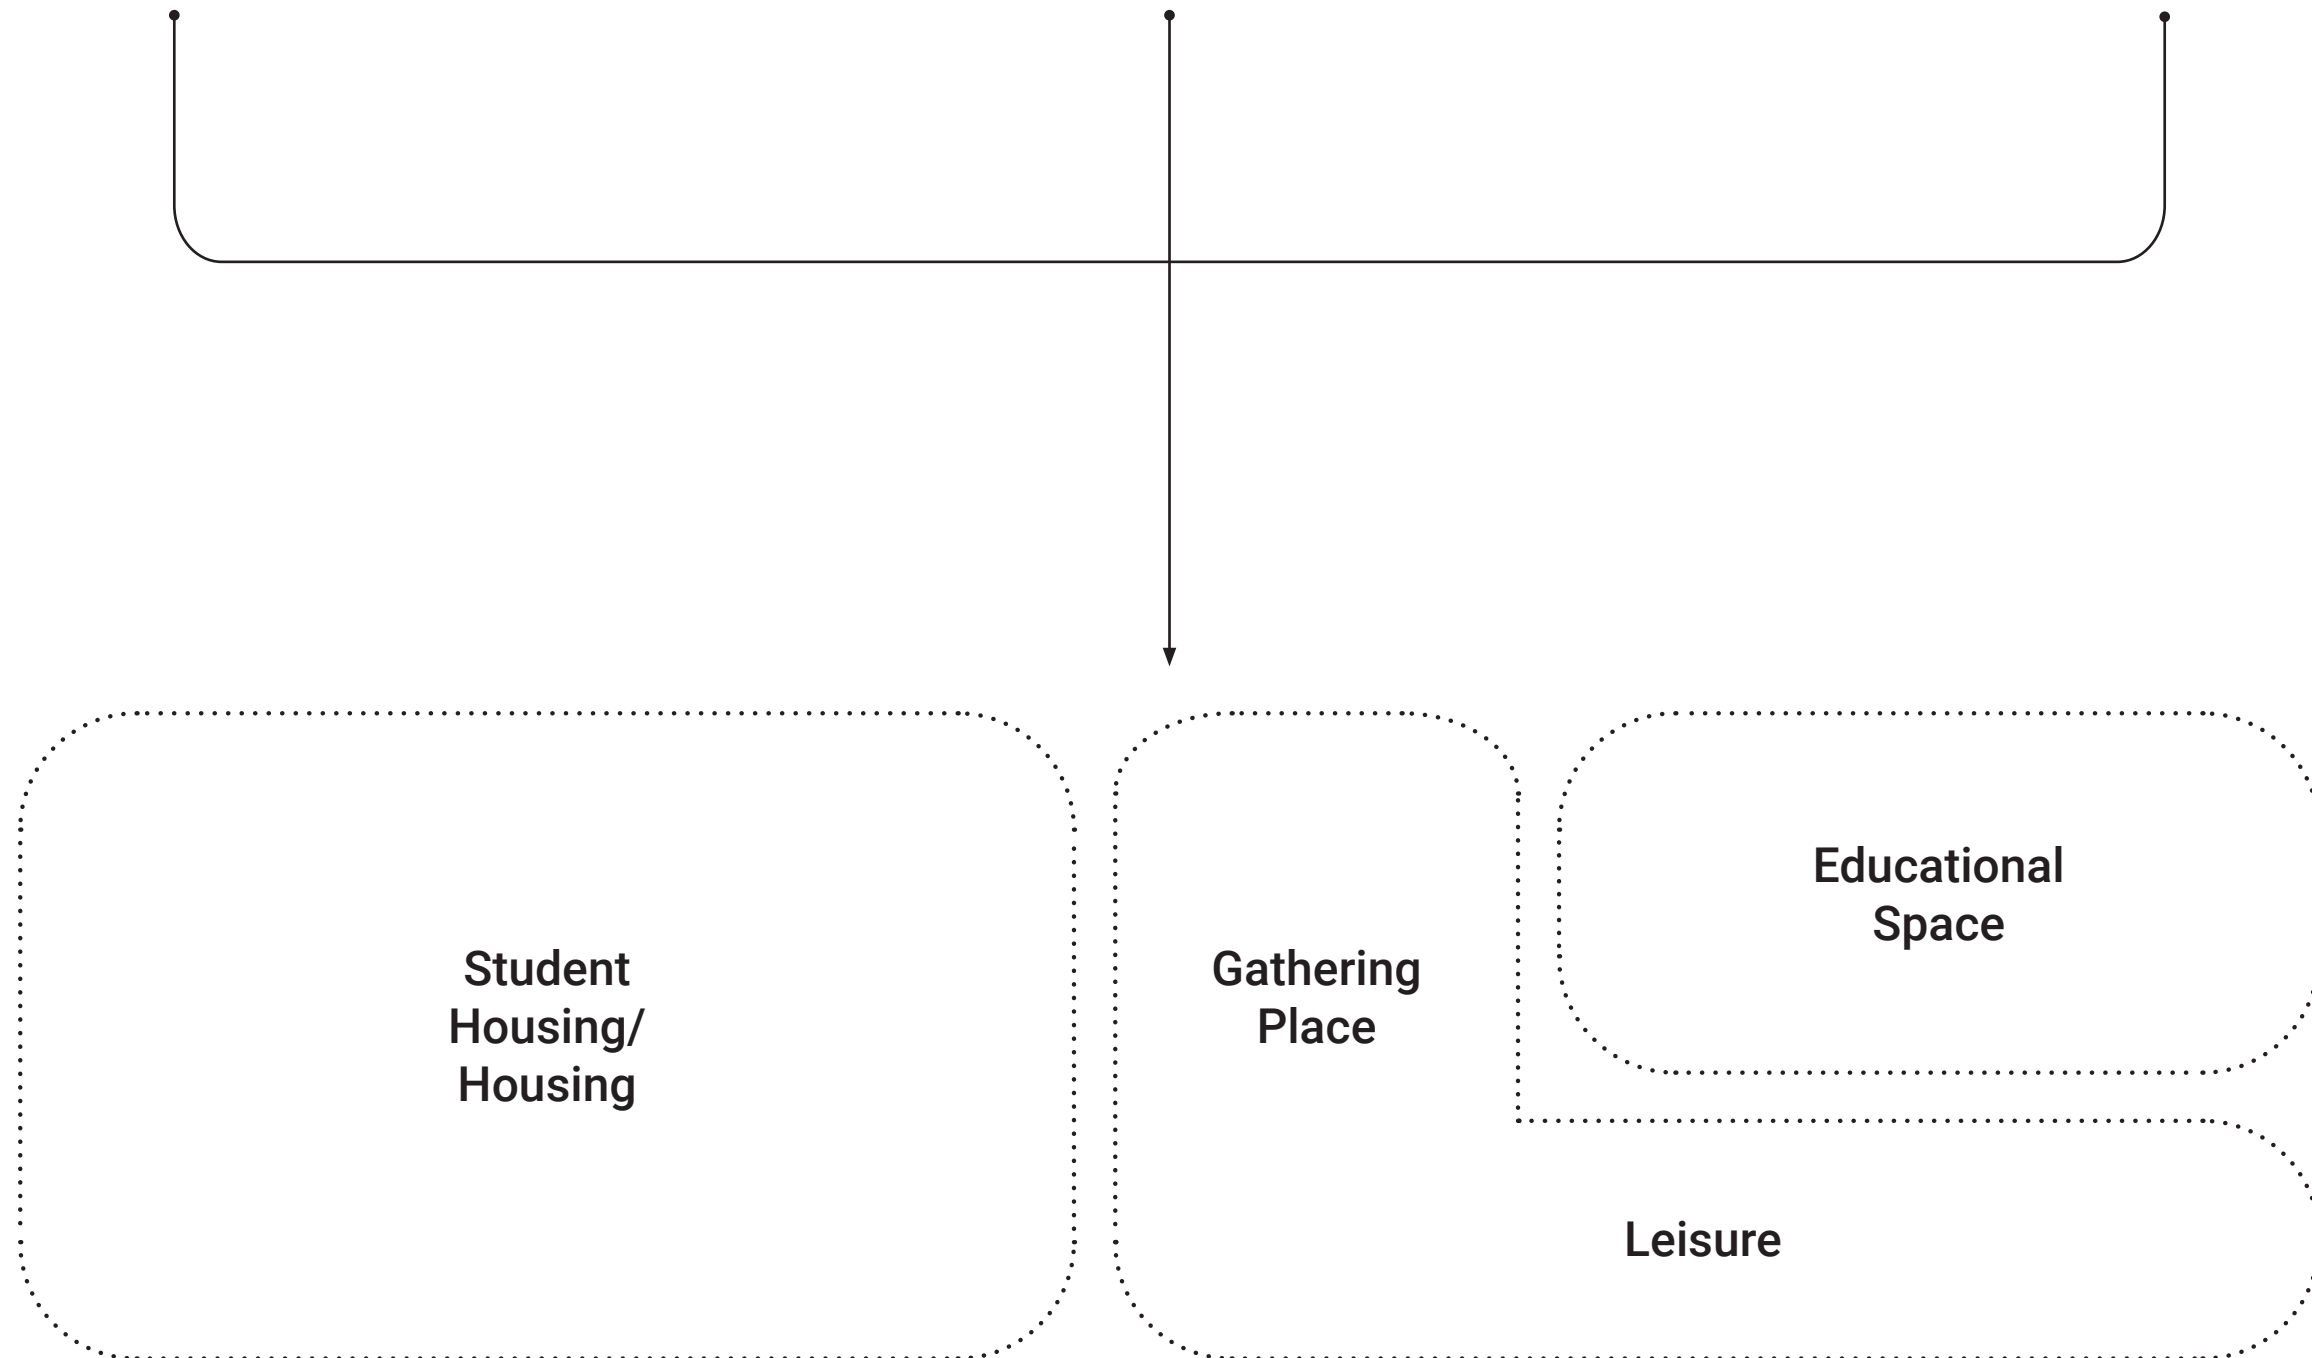 Student
Housing/
Housing
Gathering
Place
Educational
Space
Leisure